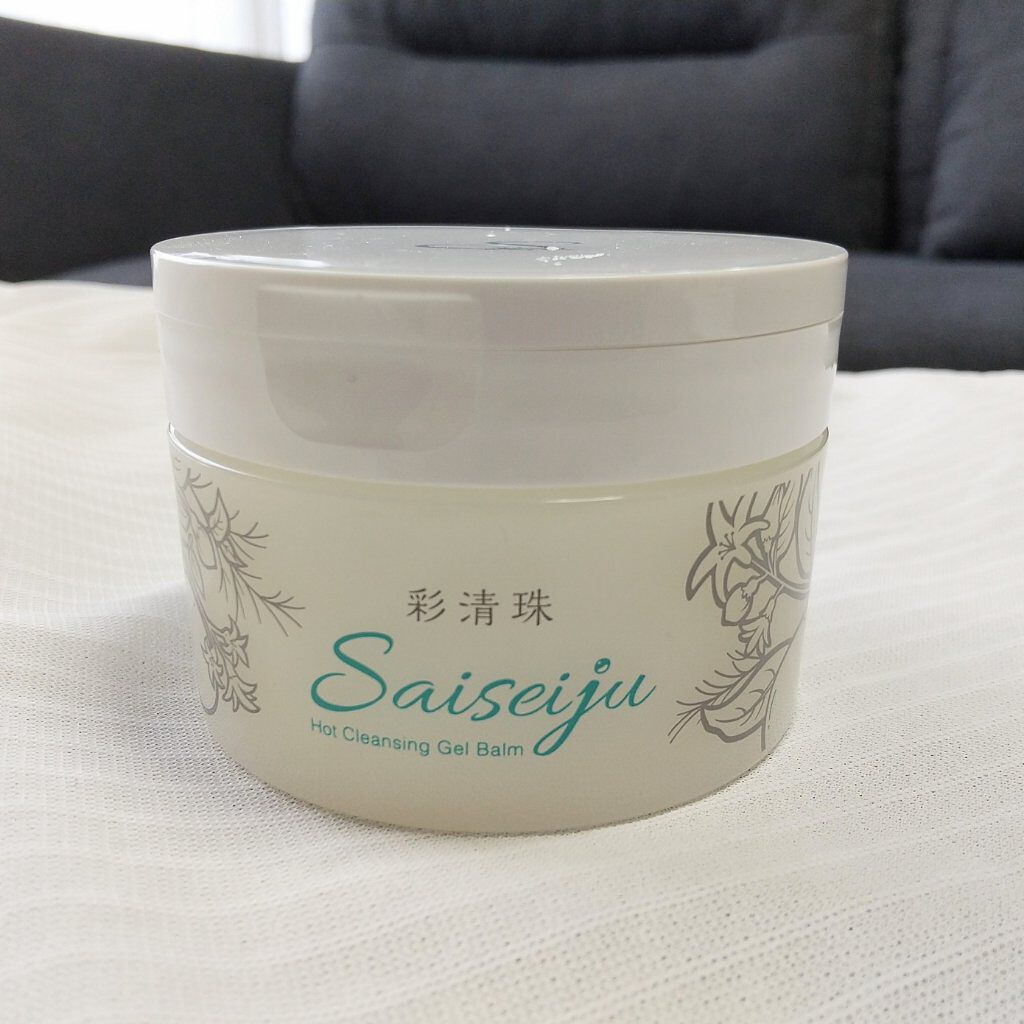 彩清珠
Saiseiju
Hot Cleansing Gel Balm